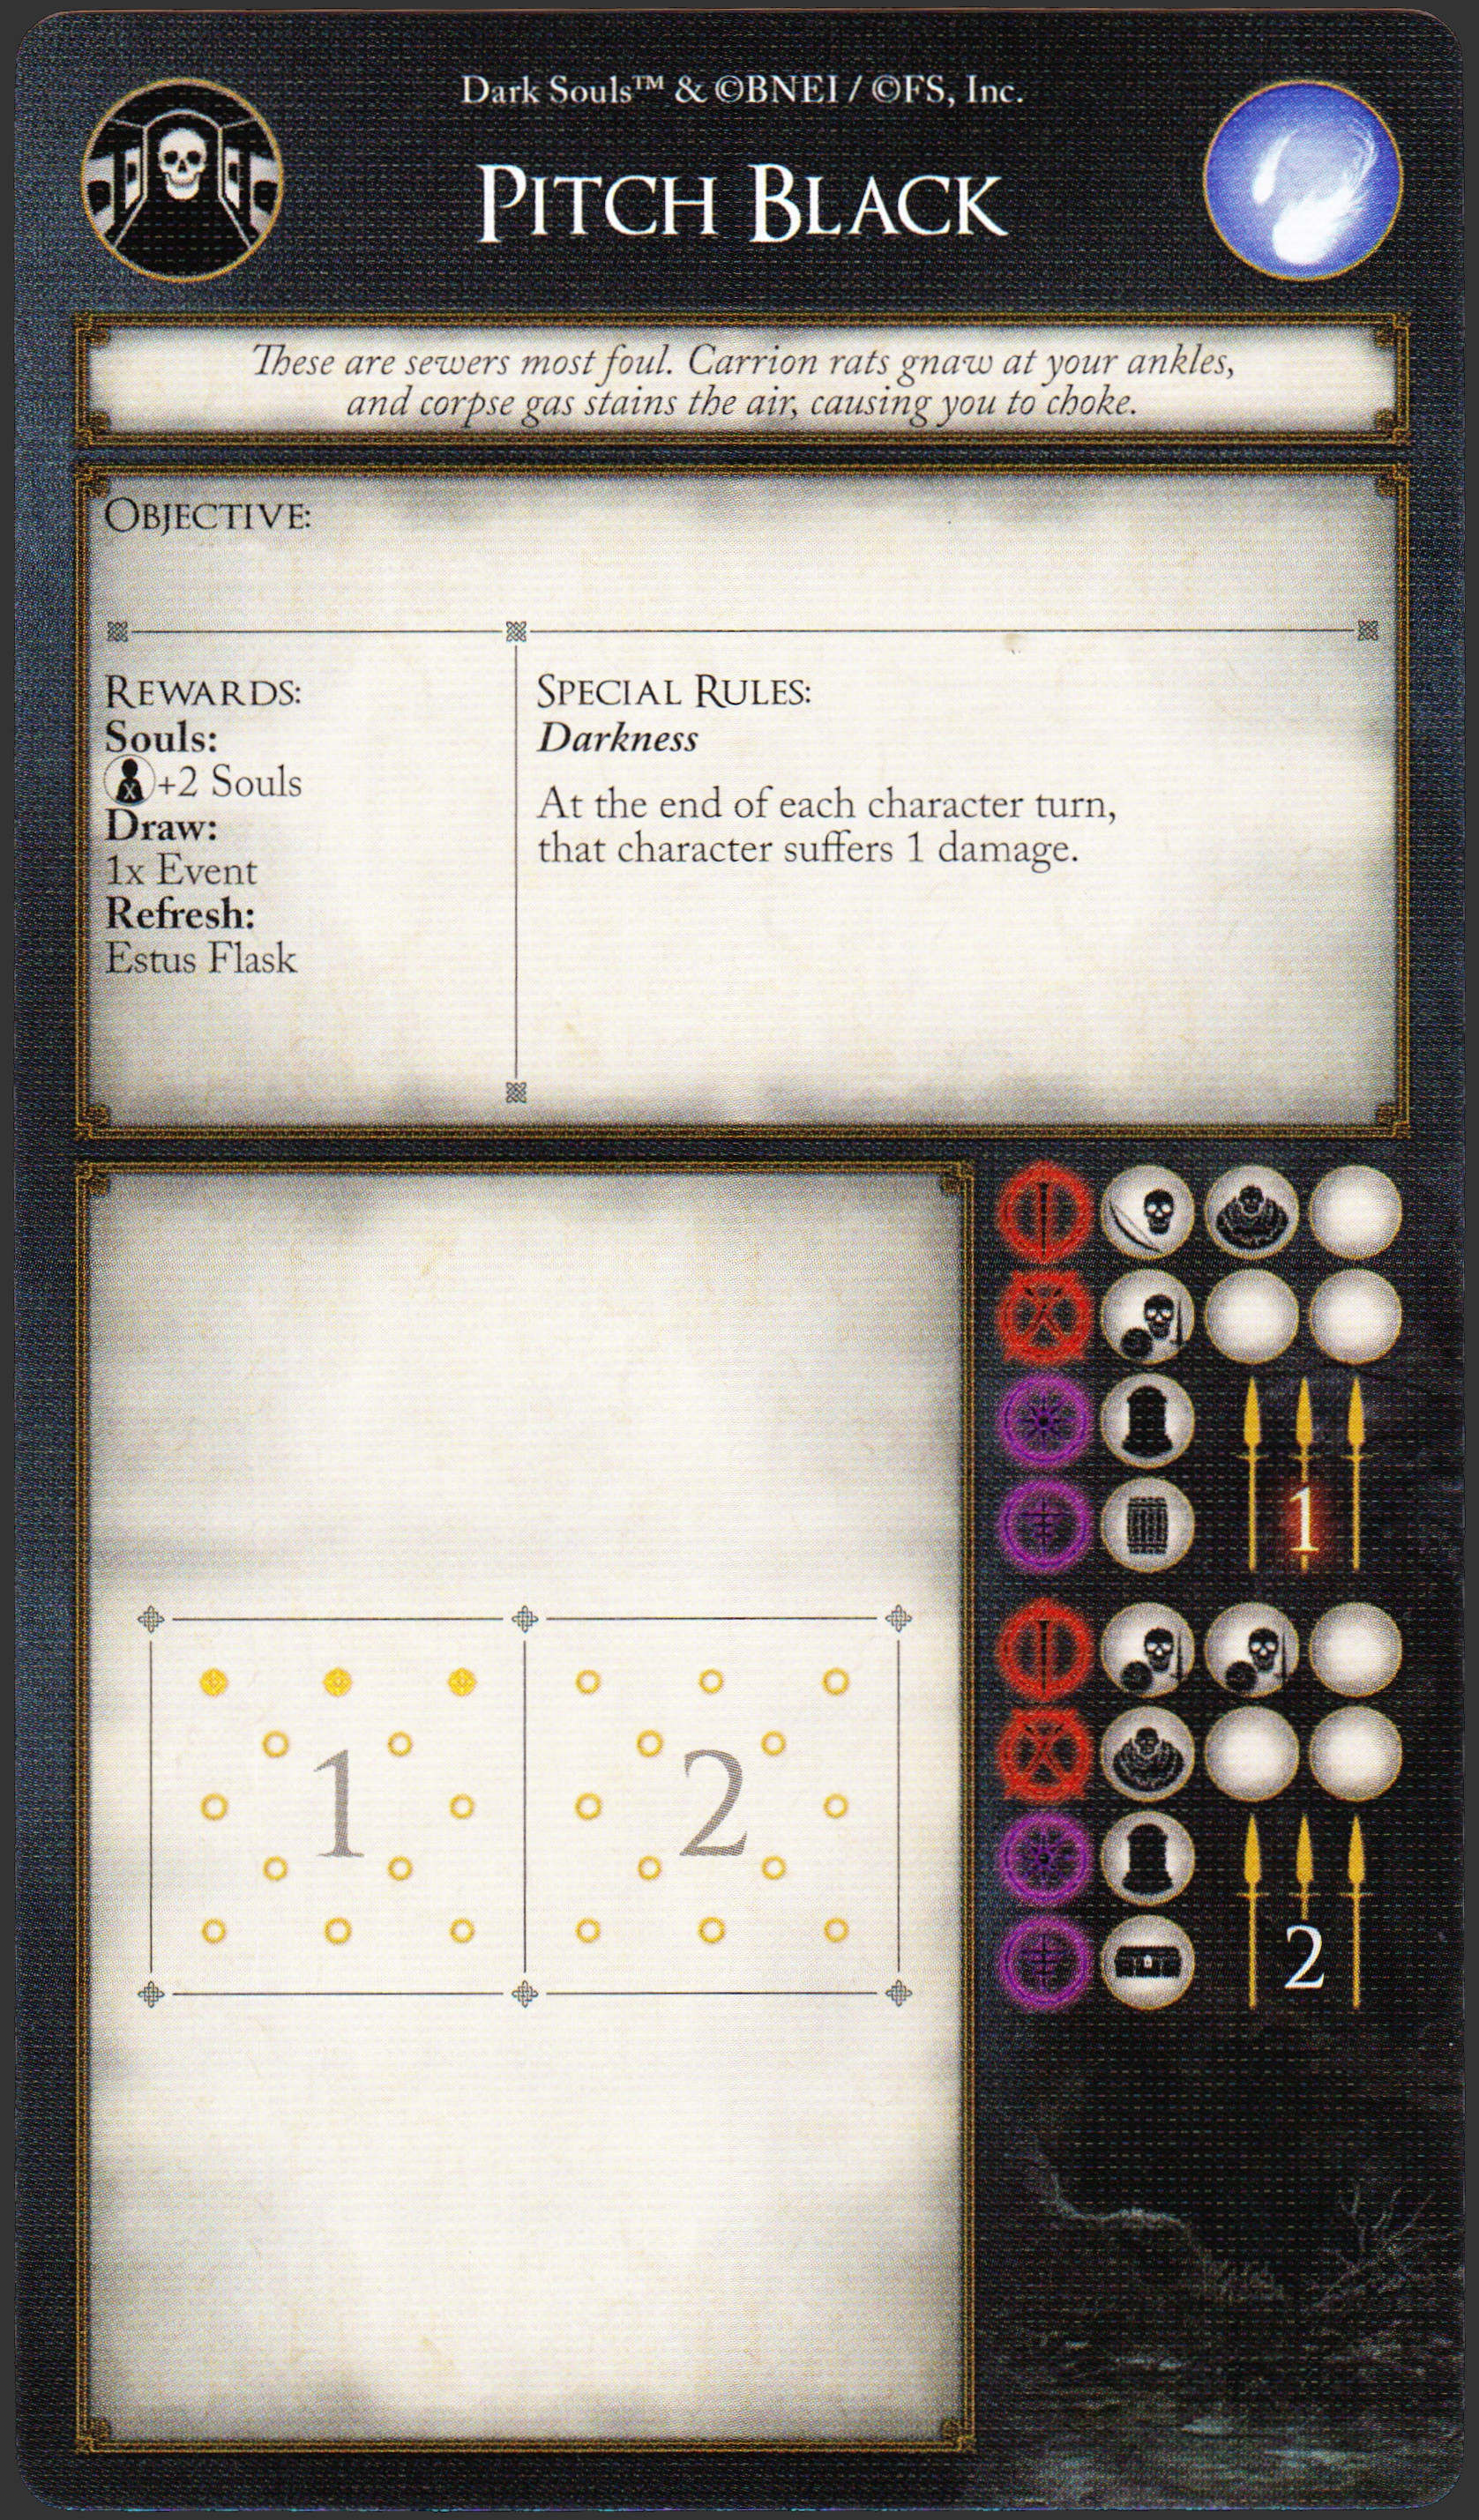 Dark Souls™ & ©BNEI / ©FS, Inc.
Pitch Black
These are sewers most foul. Carrion rats gnaw at your ankles,
and corpse gas stains the air, causing you to choke.
Objective:
Rewards:
Souls:
X +2 Souls
Draw:
1x Event
Refresh:
Estus Flask
Special Rules:
Darkness
At the end of each character turn,
that character suffers 1 damage.
1
2
1
2